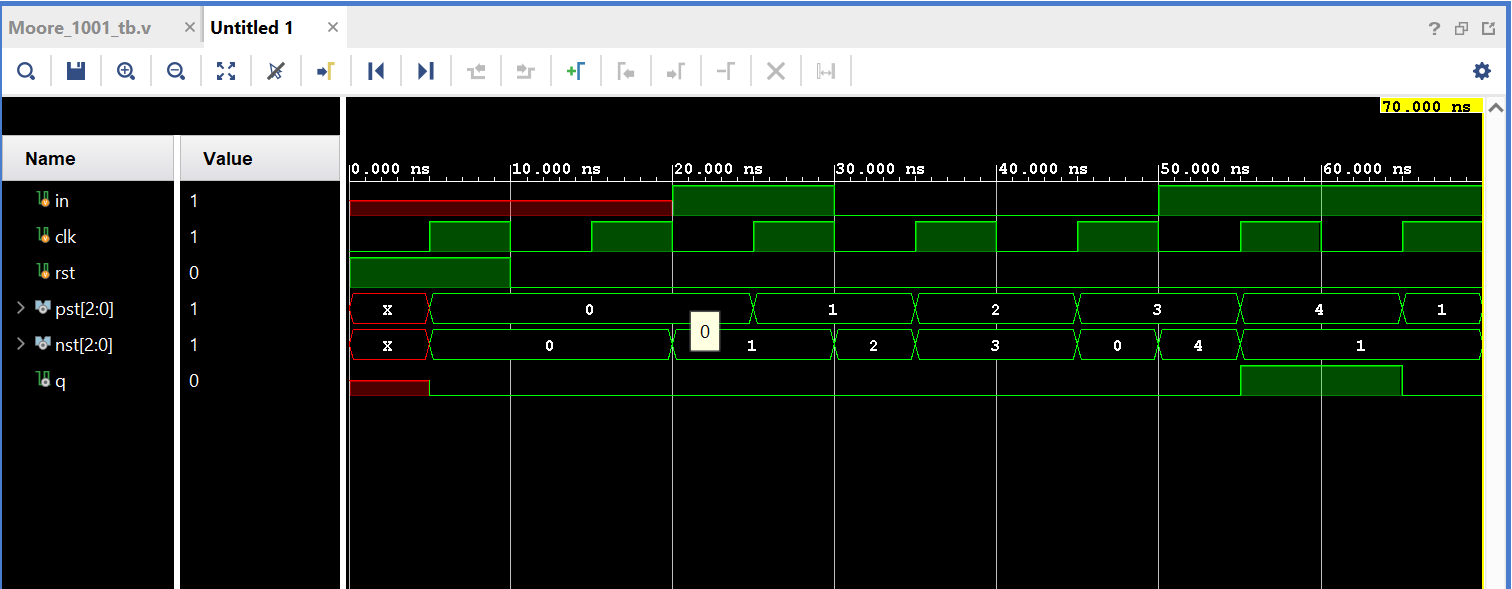 Moore_1001_tb.v × Untitled 1 ×
?
70.000 ns
Name Value
0.000 ns 10.000 ns 20.000 ns 30.000 ns 40.000 ns 50.000 ns 60.000 ns
in 1
clk 1
rst 0
pst[2:0] 1 X 0 1 2 3 4 1
0
nst[2:0] 1 X 0 1 2 3 0 4 1
q 0